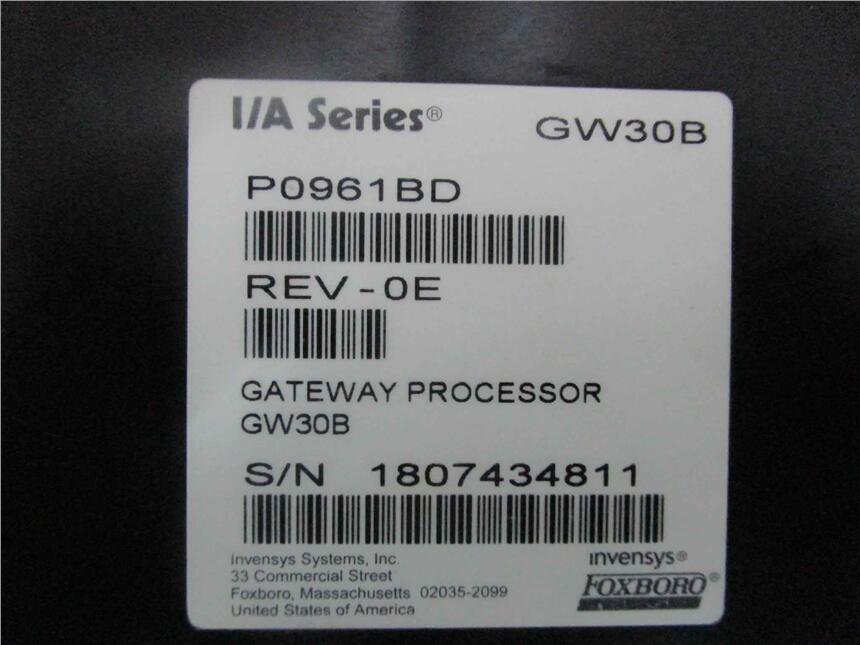 I/A Series® GW30B
P0961BD
REV-0E
GATEWAY PROCESSOR
GW30B
S/N 1807434811
Invensys Systems, Inc.
33 Commercial Street
Foxboro, Massachusetts 02035-2099
United States of America
invensys®
FOXBORO®